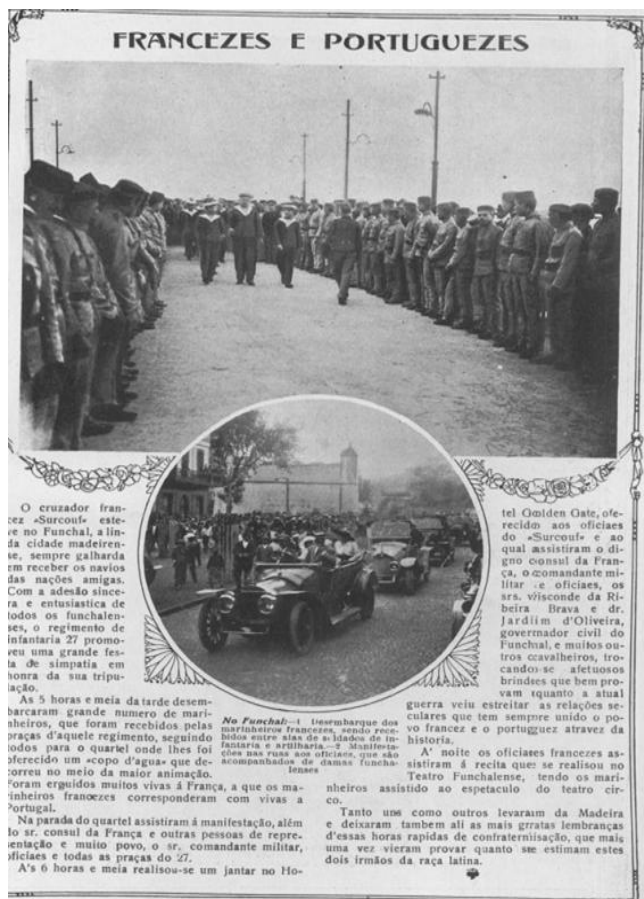 FRANCEZES E PORTUGUEZES
O cruzador fran-
cez «Surcouf» este-
ve no Funchal, a lin-
da cidade madeiren-
se, sempre galharda
em receber os navios
das nações amigas.
Com a adesão since-
ra e entusiastica de
todos os funchalen-
ses, o regimento de
infantaria 27 promo-
veu uma grande fes-
ta de simpatia em
honra da sua tripu-
lação.
As 5 horas e meia da tarde desem-
barcaram grande numero de mari-
nheiros, que foram recebidos pelas
praças d'aquele regimento, seguindo
todos para o quartel onde lhes foi
oferecido um «copo d'agua» que de-
correu no meio da maior animação.
Foram erguidos muitos vivas á França, a que os ma-
rinheiros francezes corresponderam com vivas a
Portugal.
Na parada do quartel assistiram á manifestação, além
do sr. consul da França e outras pessoas de repre-
sentação e muito povo, o sr. comandante militar,
oficiaes e todas as praças do 27.
A's 6 horas e meia realisou-se um jantar no Ho-
No Funchal:—1 Desembarque dos
marinheiros francezes, sendo rece-
bidos entre alas de soldados de in-
fantaria e artilharia.—2 Manifesta-
ções nas ruas aos oficiaes, que são
acompanhados de damas funcha-
lenses
tel Golden Gate, ofe-
recido aos oficiaes
do «Surcouf» e ao
qual assistiram o di-
gno consul da Fran-
ça, o comandante mi-
litar e oficiaes, os
srs. visconde da Ri-
beira Brava e dr.
Jardim d'Oliveira,
governador civil do
Funchal, e muitos ou-
tros cavalheiros, tro-
cando-se afetuosos
brindes que bem pro-
vam quanto a atual
guerra veiu estreitar as relações se-
culares que tem sempre unido o po-
vo francez e o portuguez atravez da
historia.
A' noite os oficiaes francezes as-
sistiram á recita que se realisou no
Teatro Funchalense, tendo os mari-
nheiros assistido ao espetaculo do teatro cir-
co.
Tanto uns como outros levaram da Madeira
e deixaram tambem ali as mais gratas lembranças
d'essas horas rapidas de confraternisação, que mais
uma vez vieram provar quanto se estimam estes
dois irmãos da raça latina.